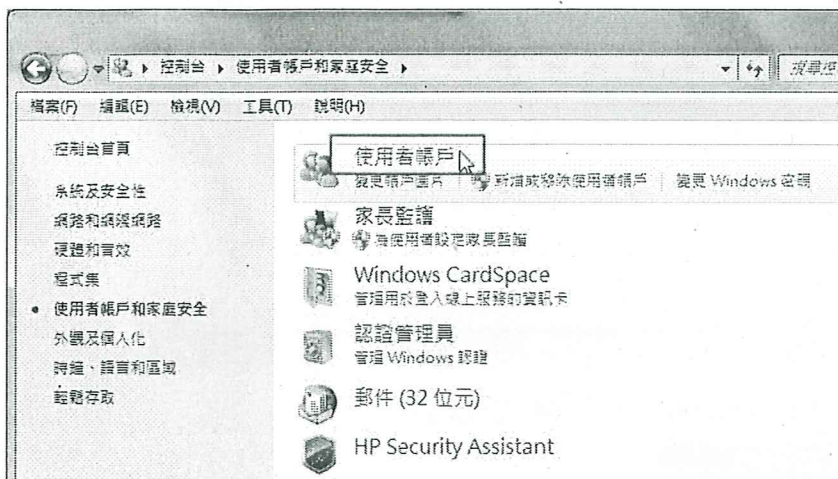 控制台 ▸ 使用者帳戶和家庭安全 ▸
檔案(F) 編輯(E) 檢視(V) 工具(T) 說明(H)
控制台首頁
系統及安全性
網路和網際網路
硬體和音效
程式集
使用者帳戶和家庭安全
外觀及個人化
時鐘、語言和區域
輕鬆存取
使用者帳戶
變更帳戶圖片 新增或移除使用者帳戶 變更 Windows 密碼
家長監護
為使用者設定家長監護
Windows CardSpace
管理用於登入線上服務的資訊卡
認證管理員
管理 Windows 認證
郵件 (32 位元)
HP Security Assistant